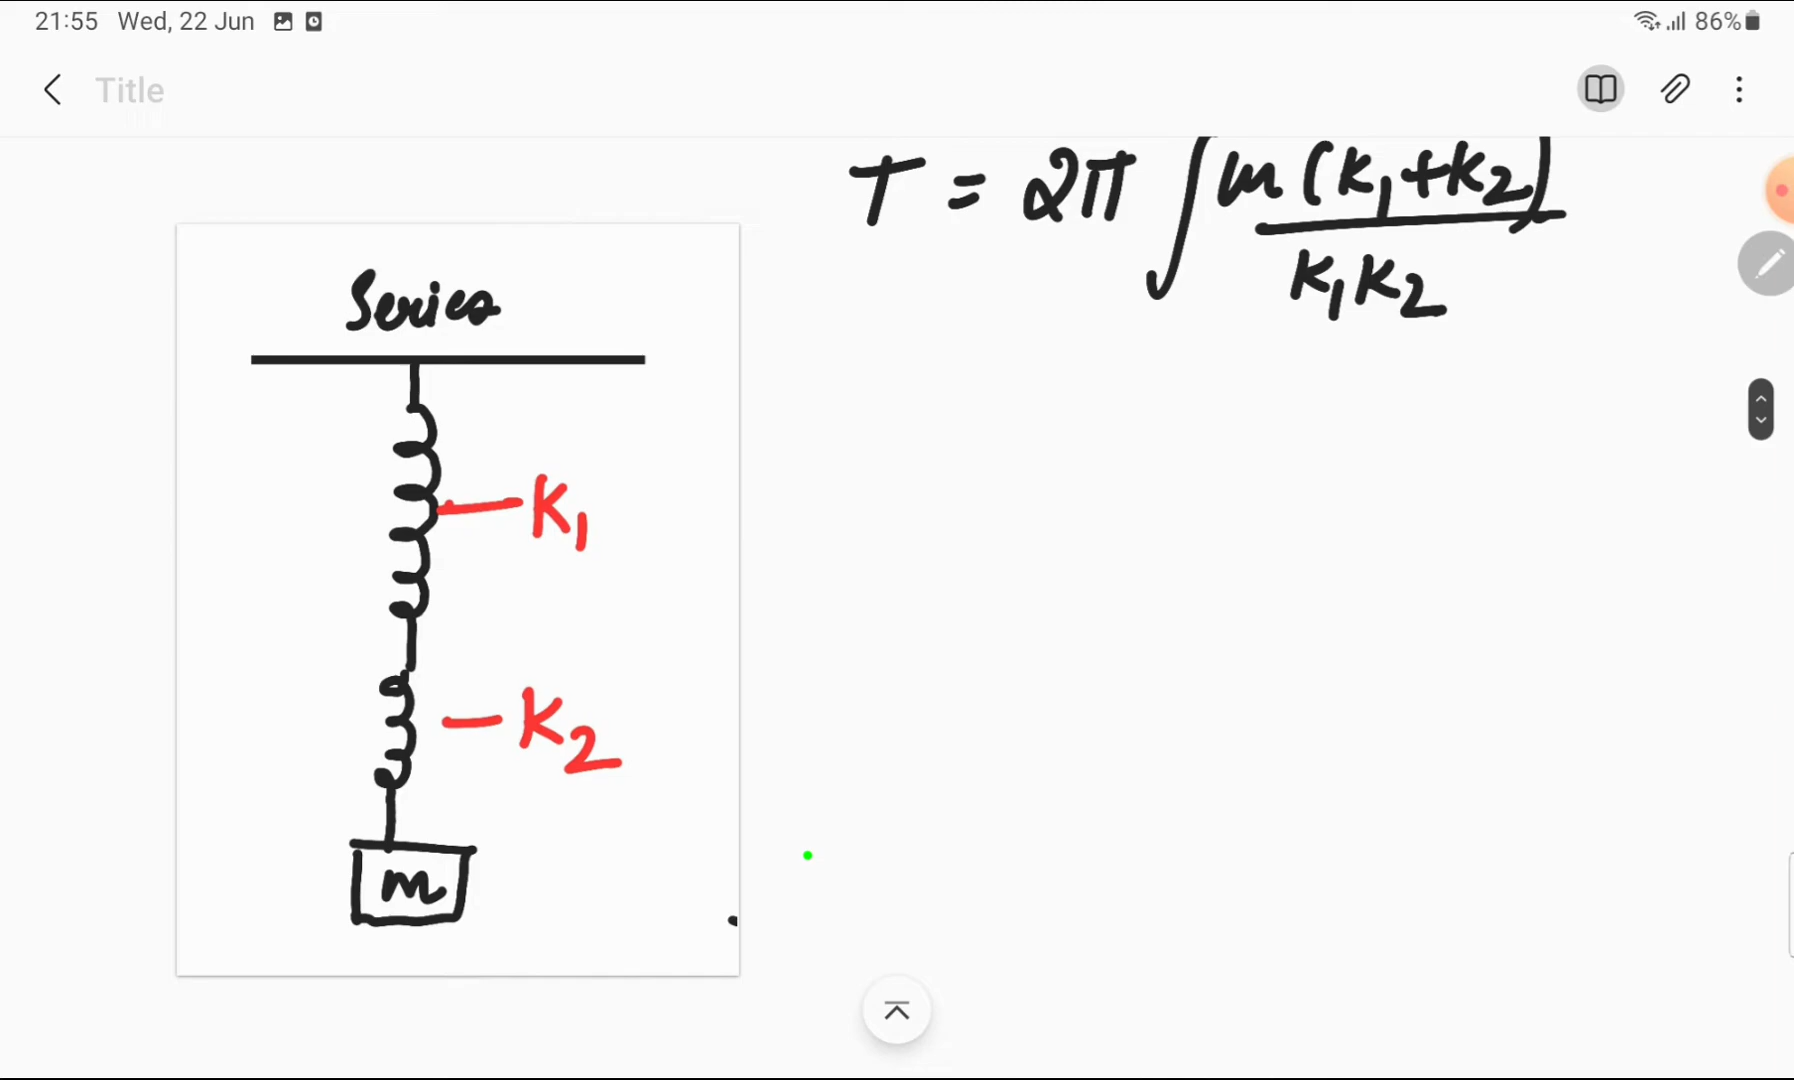 21:55 Wed, 22 Jun 86%
Title
T = 2π √m(K₁+K₂)
K₁K₂
Series
K₁
K₂
m